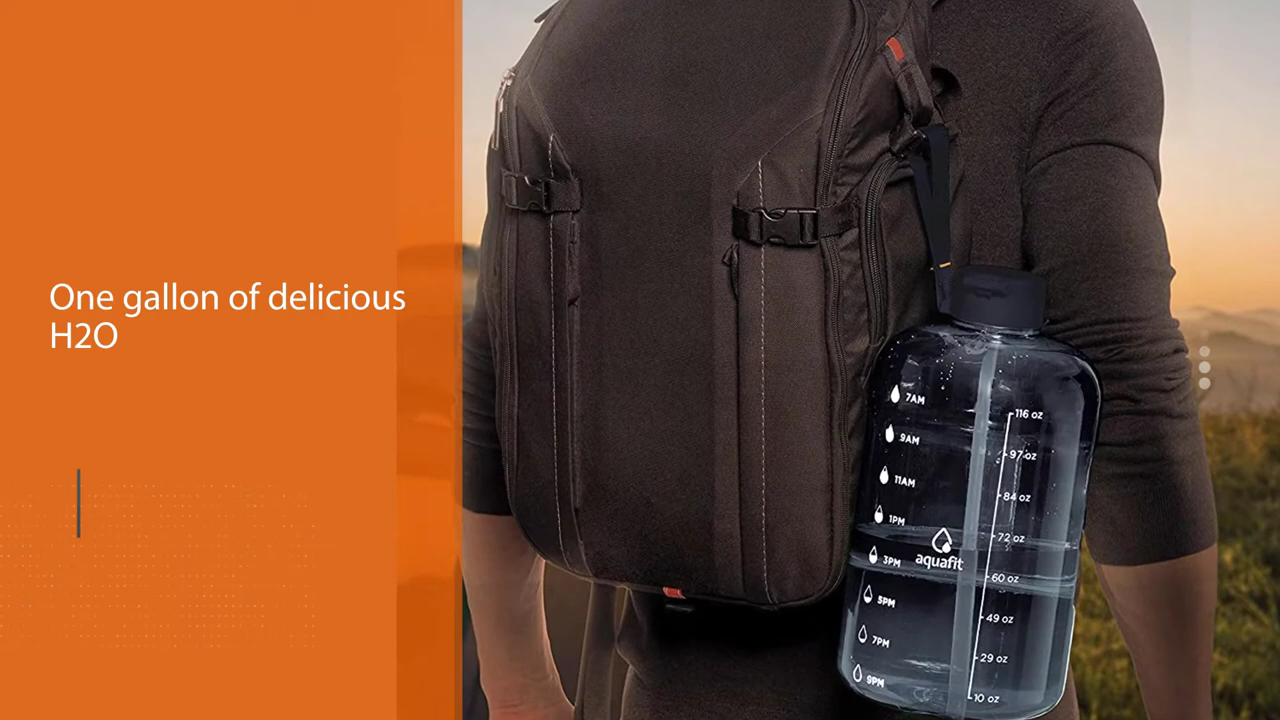 One gallon of delicious
H2O
7AM
9AM
11AM
1PM
3PM
5PM
7PM
9PM
aquafit
116 oz
97 oz
84 oz
72 oz
60 oz
49 oz
29 oz
10 oz